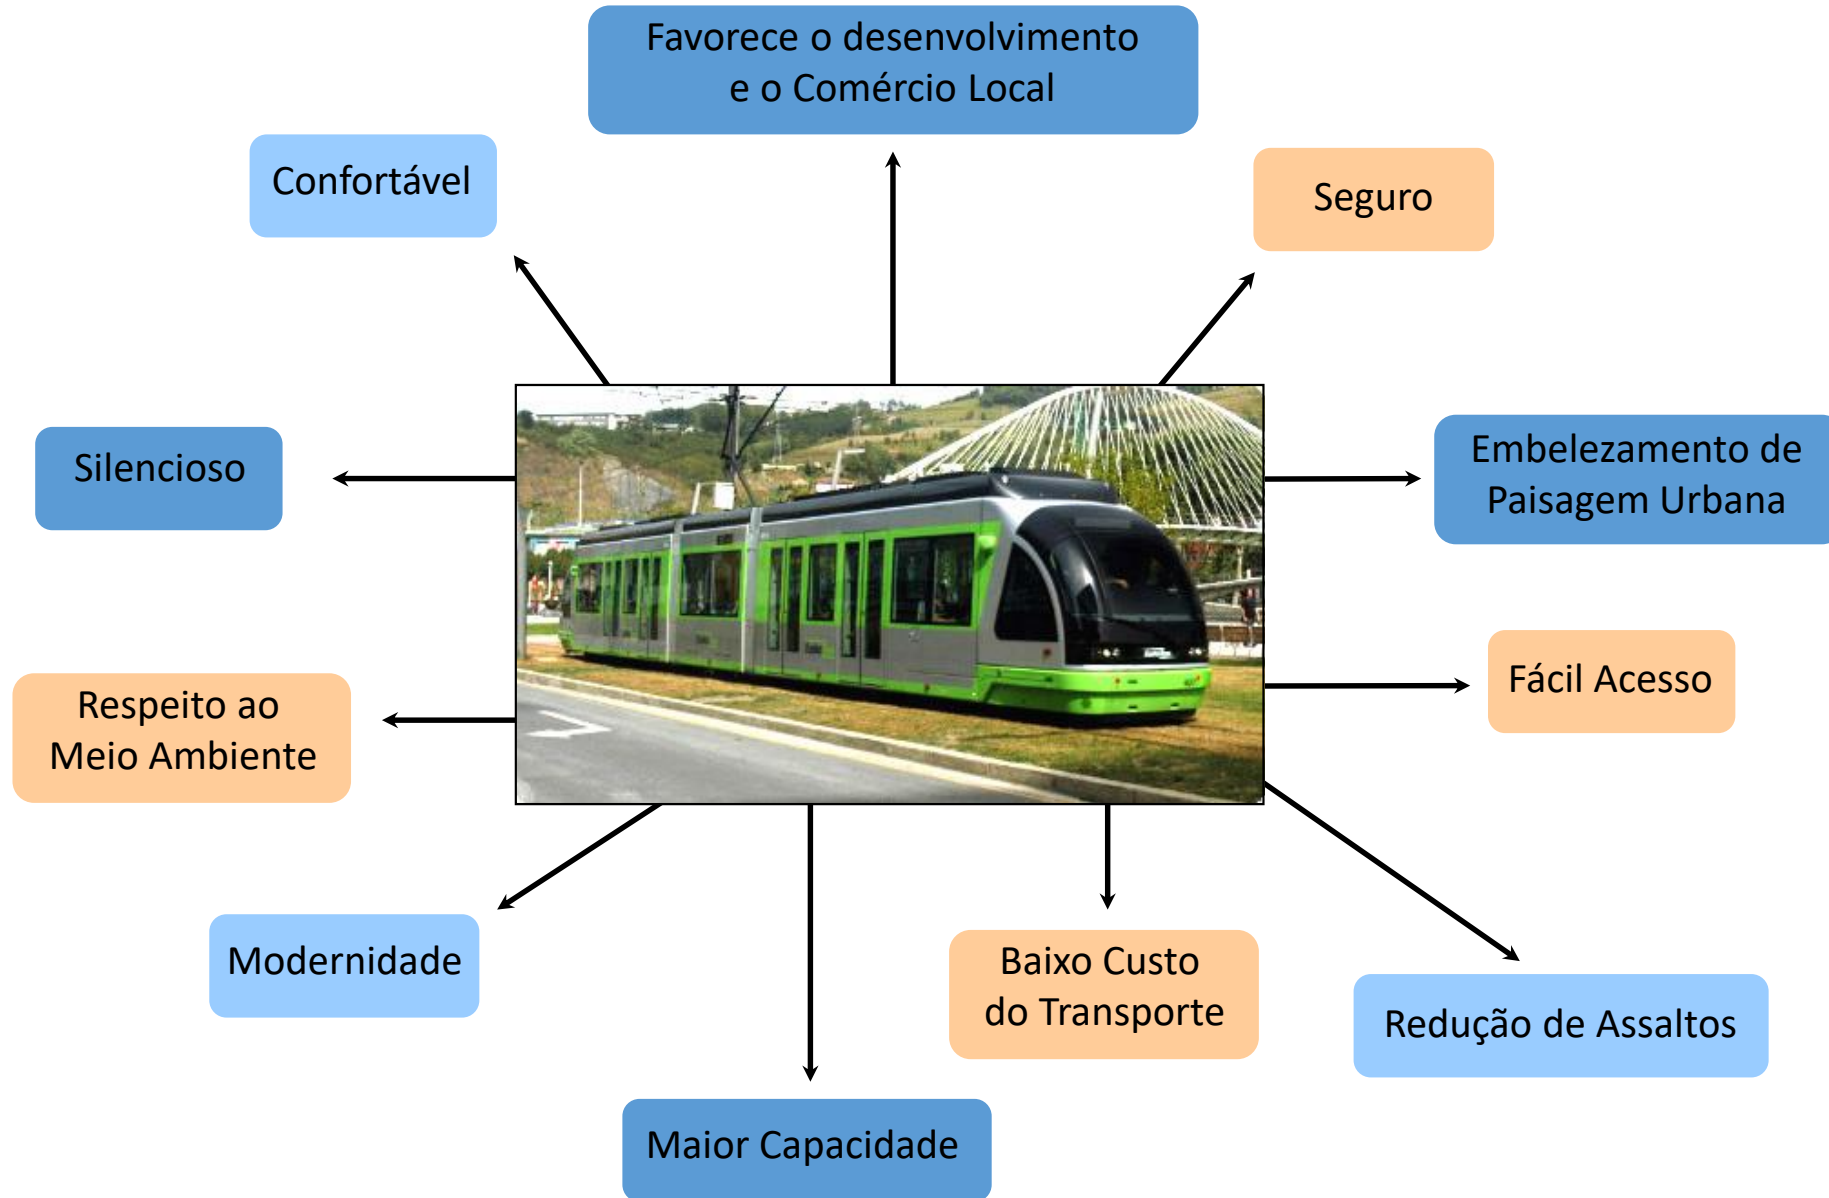 Favorece o desenvolvimento
e o Comércio Local
Confortável
Seguro
Silencioso
Embelezamento de
Paisagem Urbana
Respeito ao
Meio Ambiente
Fácil Acesso
Modernidade
Baixo Custo
do Transporte
Redução de Assaltos
Maior Capacidade